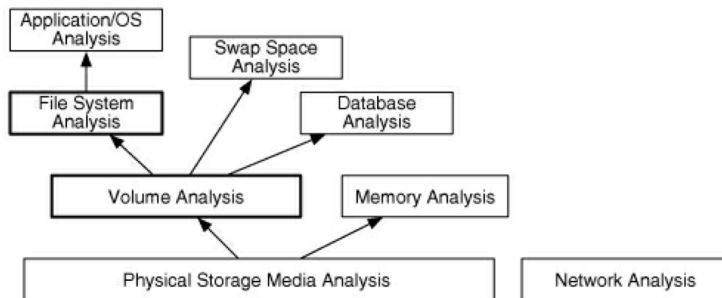 Application/OS
Analysis
Swap Space
Analysis
File System
Analysis
Database
Analysis
Volume Analysis
Memory Analysis
Physical Storage Media Analysis
Network Analysis